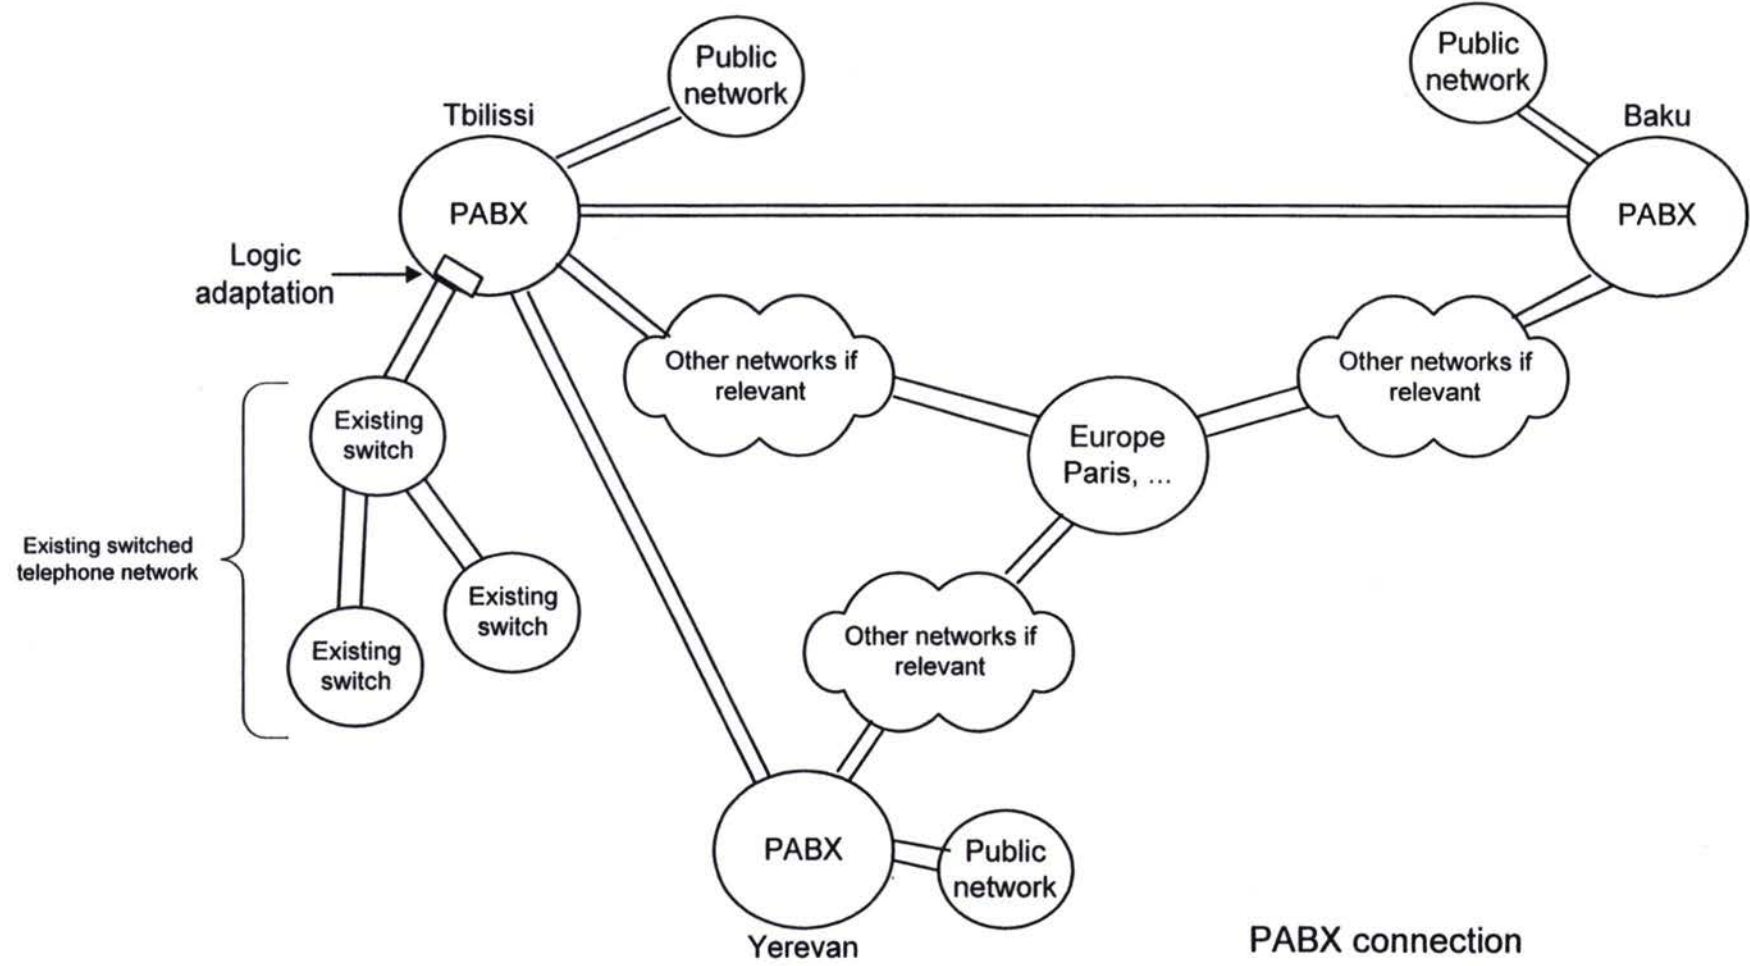 Public
network
Public
network
Tbilissi
Baku
PABX
PABX
Logic
adaptation
Other networks if
relevant
Other networks if
relevant
Existing
switch
Europe
Paris, ...
Existing switched
telephone network
Existing
switch
Existing
switch
Other networks if
relevant
PABX
Public
network
Yerevan
PABX connection